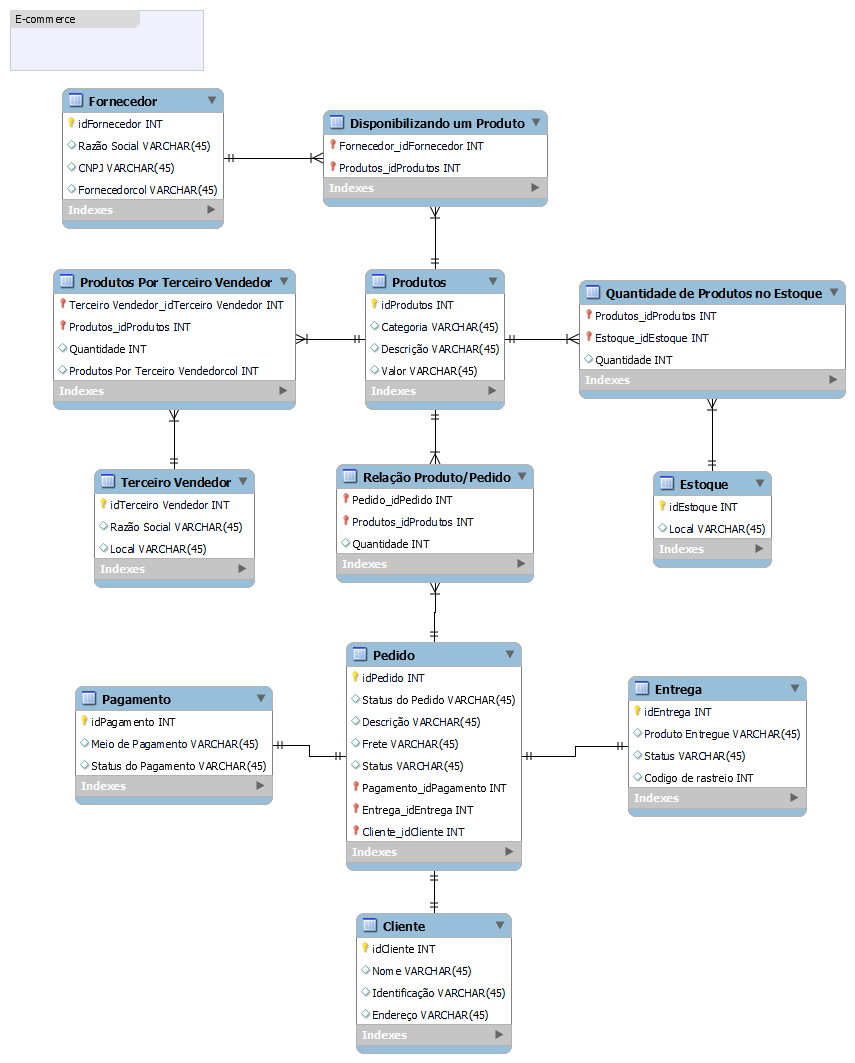 E-commerce
Fornecedor
idFornecedor INT
Razão Social VARCHAR(45)
CNPJ VARCHAR(45)
Fornecedorcol VARCHAR(45)
Indexes
Disponibilizando um Produto
Fornecedor_idFornecedor INT
Produtos_idProdutos INT
Indexes
Produtos Por Terceiro Vendedor
Terceiro Vendedor_idTerceiro Vendedor INT
Produtos_idProdutos INT
Quantidade INT
Produtos Por Terceiro Vendedorcol INT
Indexes
Produtos
idProdutos INT
Categoria VARCHAR(45)
Descrição VARCHAR(45)
Valor VARCHAR(45)
Indexes
Quantidade de Produtos no Estoque
Produtos_idProdutos INT
Estoque_idEstoque INT
Quantidade INT
Indexes
Terceiro Vendedor
idTerceiro Vendedor INT
Razão Social VARCHAR(45)
Local VARCHAR(45)
Indexes
Relação Produto/Pedido
Pedido_idPedido INT
Produtos_idProdutos INT
Quantidade INT
Indexes
Estoque
idEstoque INT
Local VARCHAR(45)
Indexes
Pedido
idPedido INT
Status do Pedido VARCHAR(45)
Descrição VARCHAR(45)
Frete VARCHAR(45)
Status VARCHAR(45)
Pagamento_idPagamento INT
Entrega_idEntrega INT
Cliente_idCliente INT
Indexes
Pagamento
idPagamento INT
Meio de Pagamento VARCHAR(45)
Status do Pagamento VARCHAR(45)
Indexes
Entrega
idEntrega INT
Produto Entregue VARCHAR(45)
Status VARCHAR(45)
Codigo de rastreio INT
Indexes
Cliente
idCliente INT
Nome VARCHAR(45)
Identificação VARCHAR(45)
Endereço VARCHAR(45)
Indexes